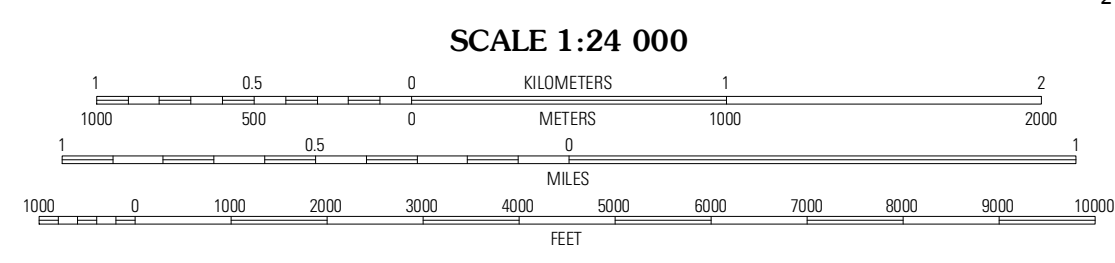 2
SCALE 1:24 000
1 0.5 0 KILOMETERS 1 2
1000 500 0 METERS 1000 2000
1 0.5 0 1
MILES
1000 0 1000 2000 3000 4000 5000 6000 7000 8000 9000 10000
FEET